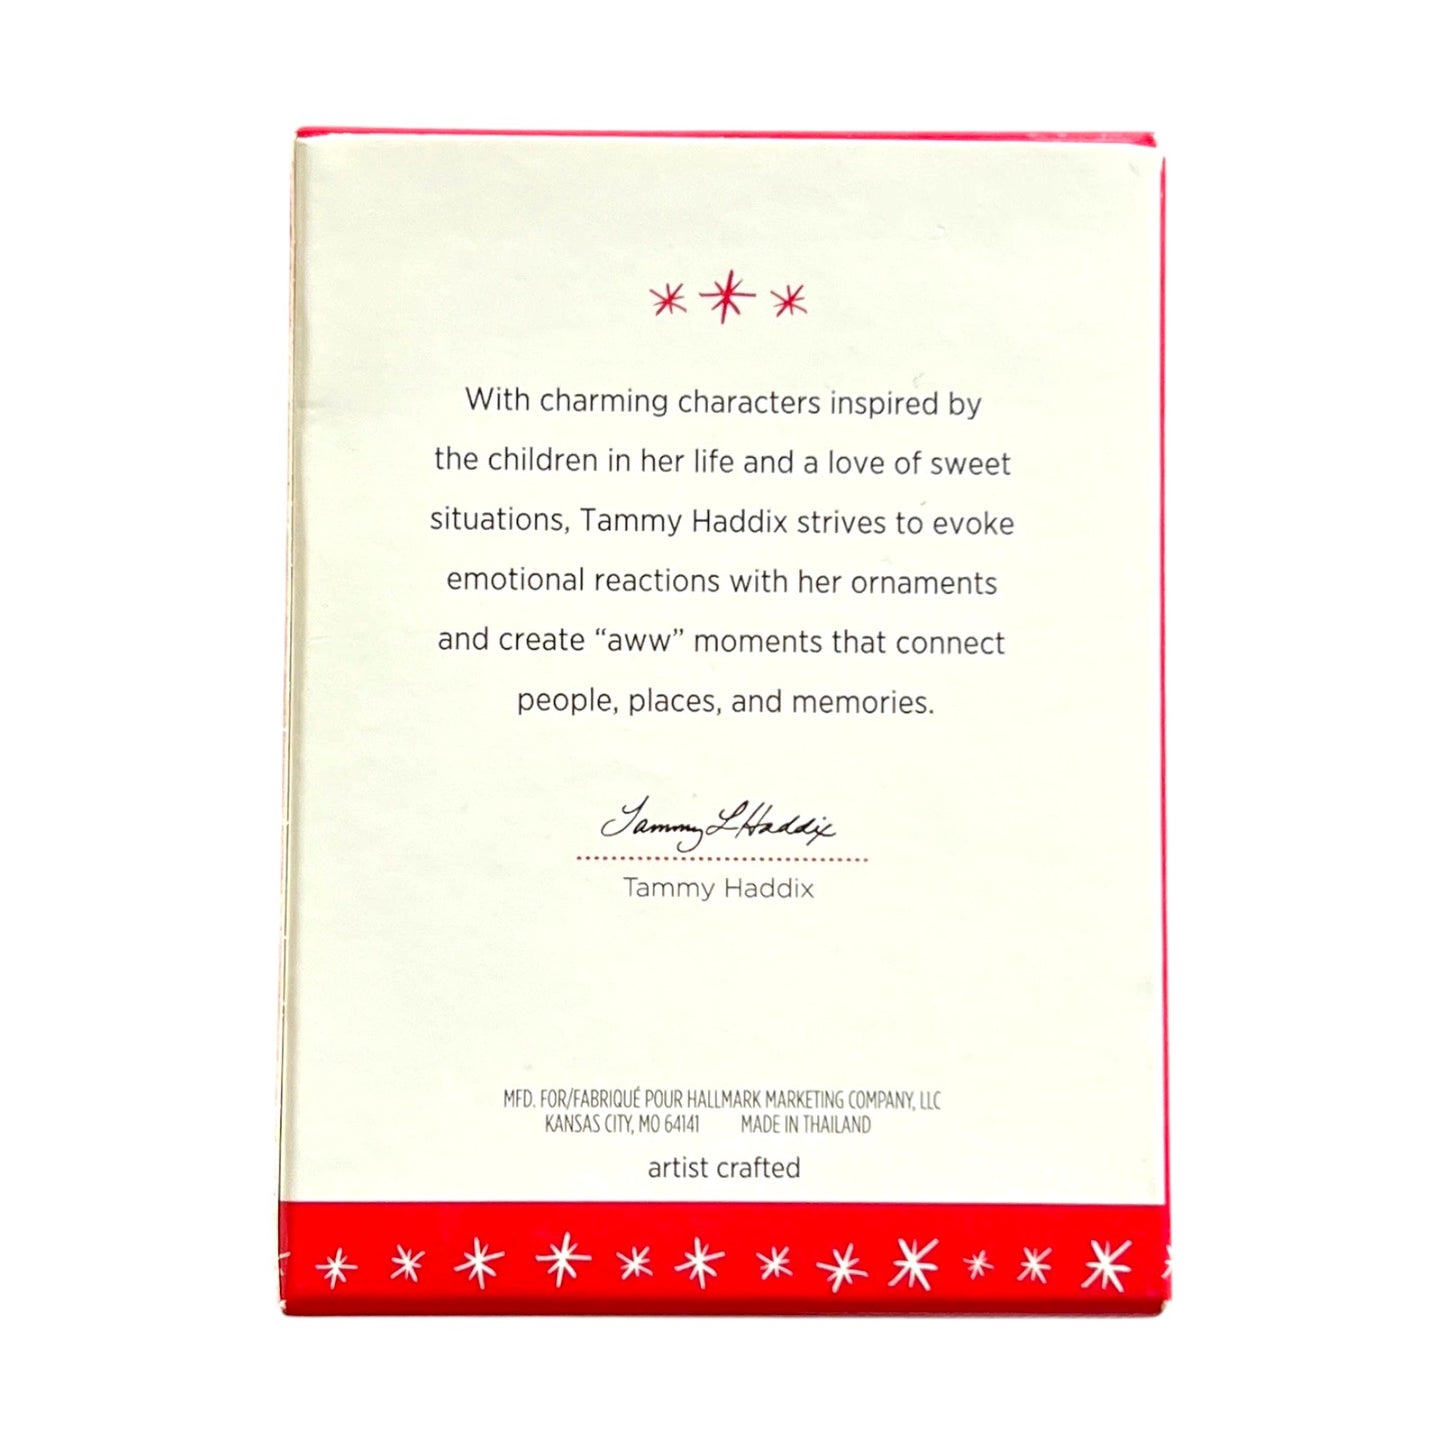 With charming characters inspired by
the children in her life and a love of sweet
situations, Tammy Haddix strives to evoke
emotional reactions with her ornaments
and create “aww” moments that connect
people, places, and memories.
Tammy L Haddix
Tammy Haddix
MFD. FOR/FABRIQUÉ POUR HALLMARK MARKETING COMPANY, LLC
KANSAS CITY, MO 64141 MADE IN THAILAND
artist crafted